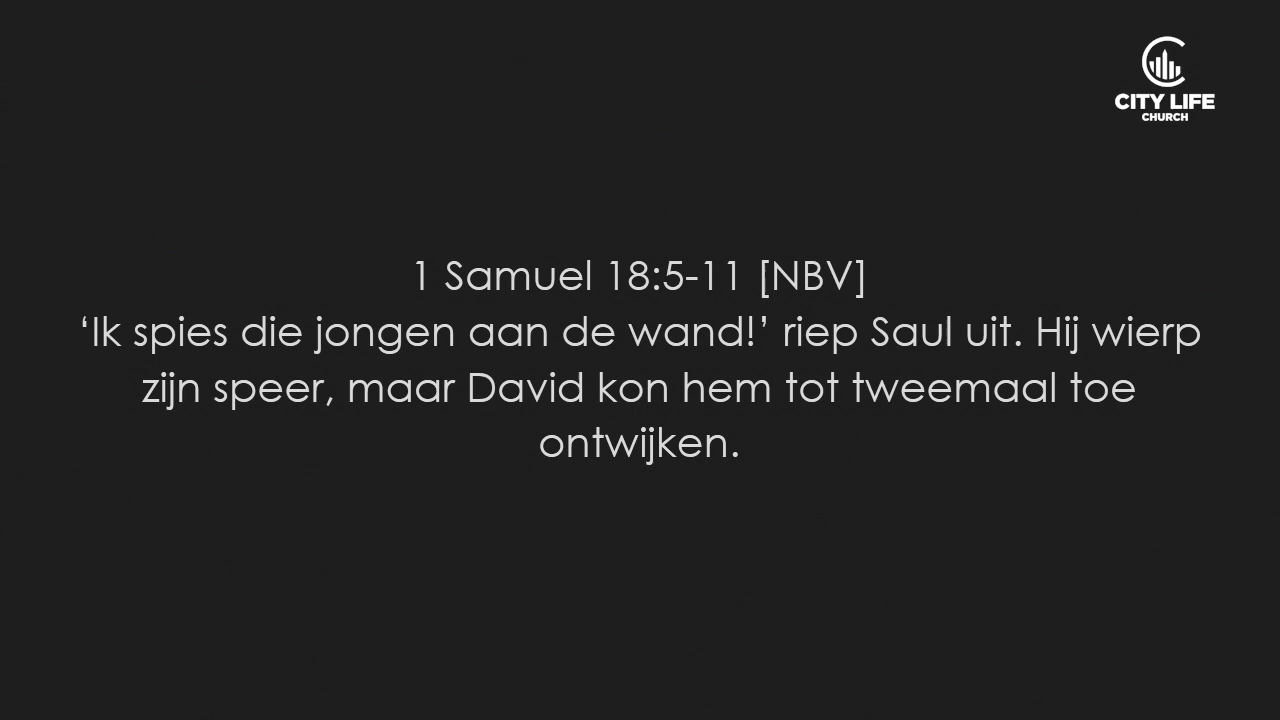 CITY LIFE
CHURCH
1 Samuel 18:5-11 [NBV]
‘Ik spies die jongen aan de wand!’ riep Saul uit. Hij wierp
zijn speer, maar David kon hem tot tweemaal toe
ontwijken.